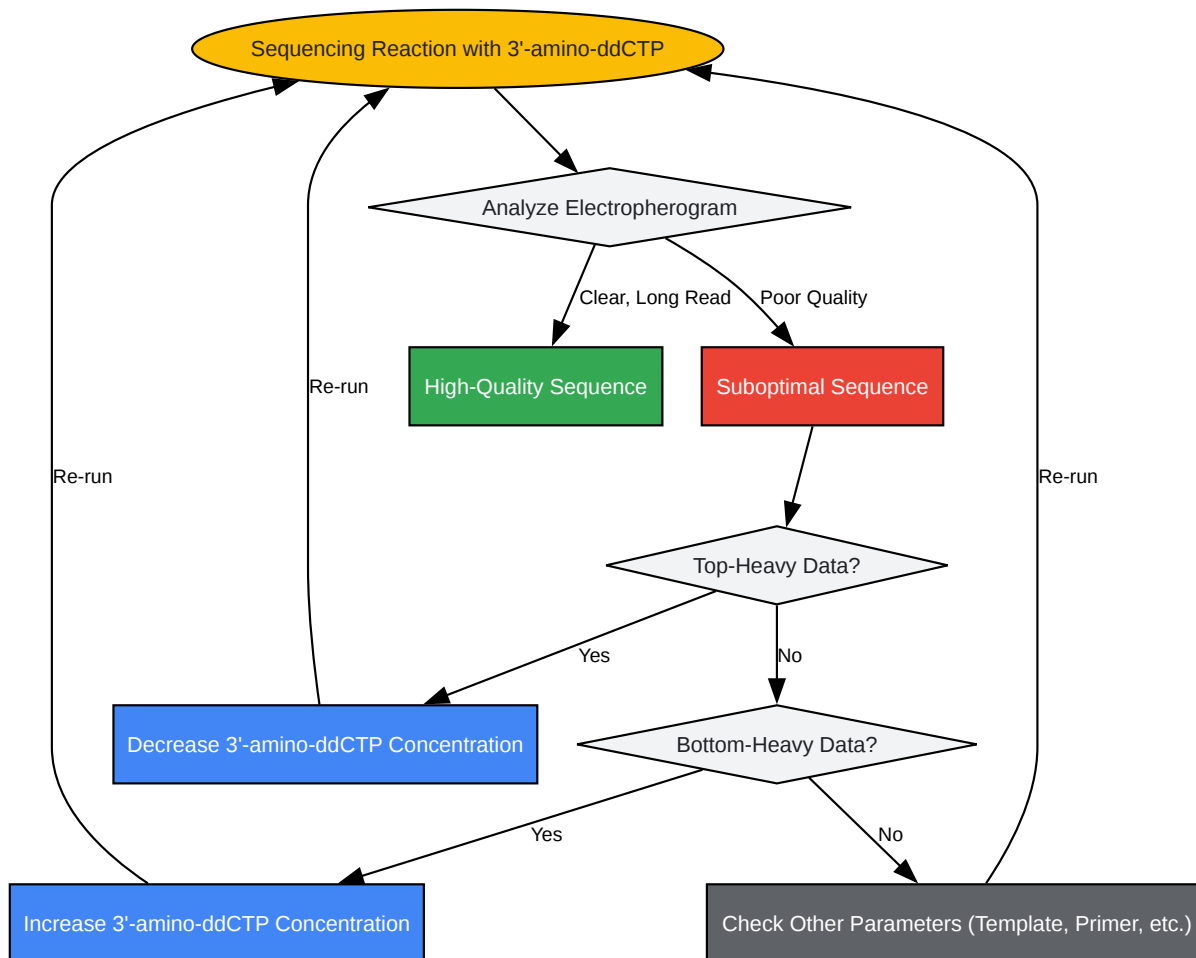 Sequencing Reaction with 3'-amino-ddCTP
Analyze Electropherogram
Clear, Long Read
Poor Quality
High-Quality Sequence
Suboptimal Sequence
Re-run
Re-run
Re-run
Top-Heavy Data?
Yes
No
Decrease 3'-amino-ddCTP Concentration
Bottom-Heavy Data?
Yes
No
Increase 3'-amino-ddCTP Concentration
Check Other Parameters (Template, Primer, etc.)